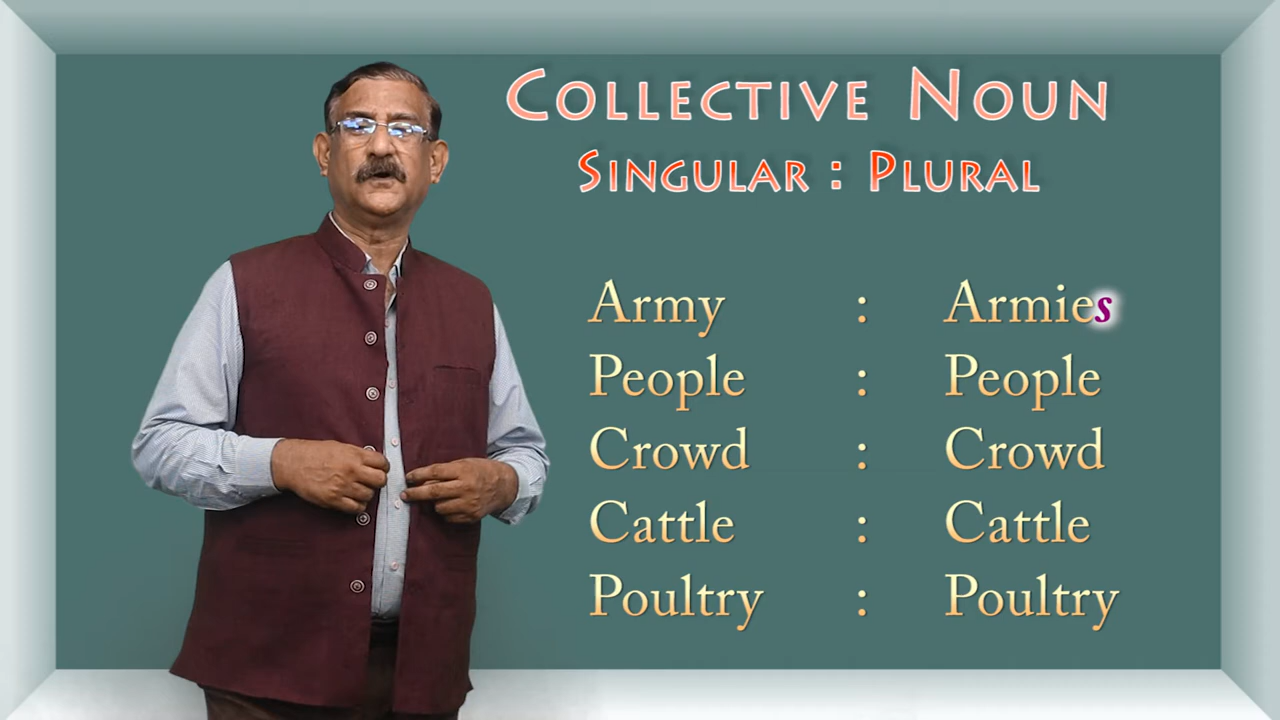 Collective Noun
Singular : Plural
Army : Armies
People : People
Crowd : Crowd
Cattle : Cattle
Poultry : Poultry